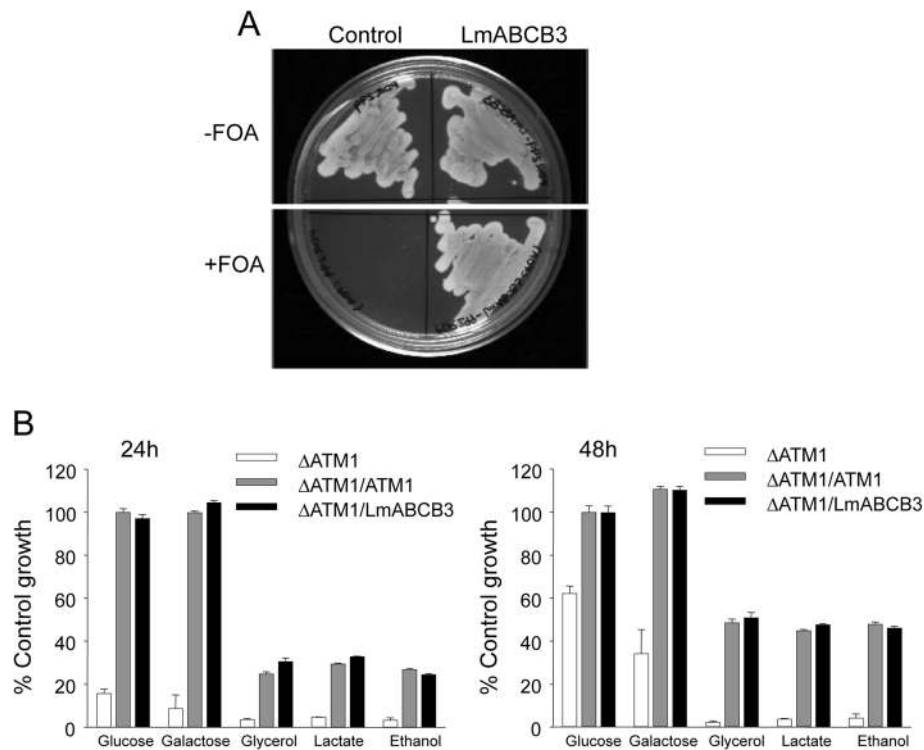 A
Control
LmABCB3
-FOA
+FOA
B
24h
ΔATM1
ΔATM1/ATM1
ΔATM1/LmABCB3
% Control growth
120
100
80
60
40
20
0
Glucose
Galactose
Glycerol
Lactate
Ethanol
48h
ΔATM1
ΔATM1/ATM1
ΔATM1/LmABCB3
% Control growth
120
100
80
60
40
20
0
Glucose
Galactose
Glycerol
Lactate
Ethanol